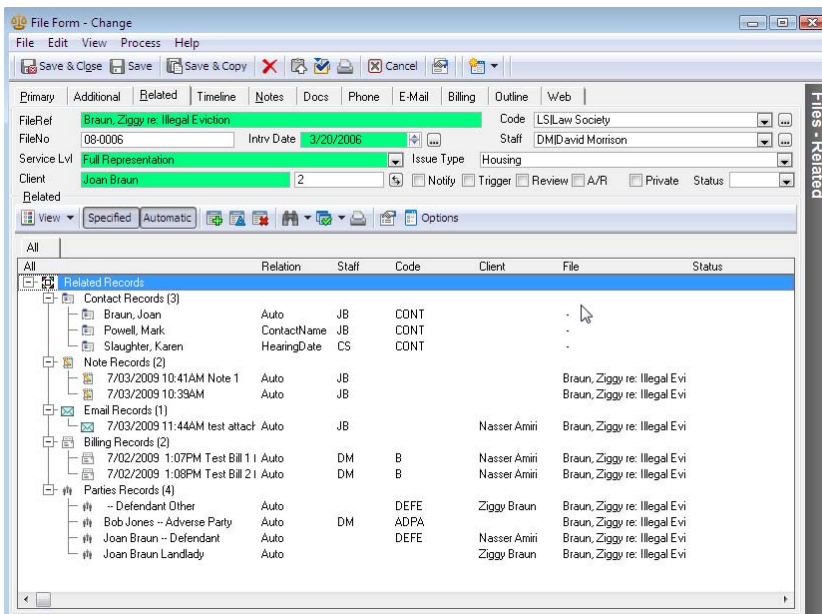 File Form - Change
File Edit View Process Help
Save & Close Save Save & Copy Cancel
Primary Additional Related Timeline Notes Docs Phone E-Mail Billing Outline Web
FileRef Braun, Ziggy re: Illegal Eviction Code LS|Law Society
FileNo 08-0006 Intrv Date 3/20/2006 Staff DM|David Morrison
Service Lvl Full Representation Issue Type Housing
Client Joan Braun 2 Notify Trigger Review A/R Private Status
Related
View Specified Automatic Options
All
All Relation Staff Code Client File Status
Related Records
Contact Records (3)
Braun, Joan Auto JB CONT -
Powell, Mark ContactName JB CONT -
Slaughter, Karen HearingDate CS CONT -
Note Records (2)
7/03/2009 10:41AM Note 1 Auto JB Braun, Ziggy re: Illegal Evi
7/03/2009 10:39AM Auto JB Braun, Ziggy re: Illegal Evi
Email Records (1)
7/03/2009 11:44AM test attach Auto JB Nasser Amiri Braun, Ziggy re: Illegal Evi
Billing Records (2)
7/02/2009 1:07PM Test Bill 1 I Auto DM B Nasser Amiri Braun, Ziggy re: Illegal Evi
7/02/2009 1:08PM Test Bill 2 I Auto DM B Nasser Amiri Braun, Ziggy re: Illegal Evi
Parties Records (4)
-- Defendant Other Auto DEFE Ziggy Braun Braun, Ziggy re: Illegal Evi
Bob Jones -- Adverse Party Auto DM ADPA Braun, Ziggy re: Illegal Evi
Joan Braun -- Defendant Auto DEFE Nasser Amiri Braun, Ziggy re: Illegal Evi
Joan Braun Landlady Auto Ziggy Braun Braun, Ziggy re: Illegal Evi
Files - Related